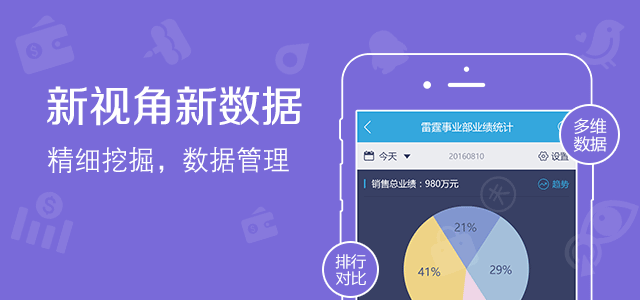 新视角新数据
精细挖掘，数据管理
雷霆事业部业绩统计
多维
数据
今天
20160810
设置
销售总业绩：980万元
趋势
21%
41%
29%
排行
对比